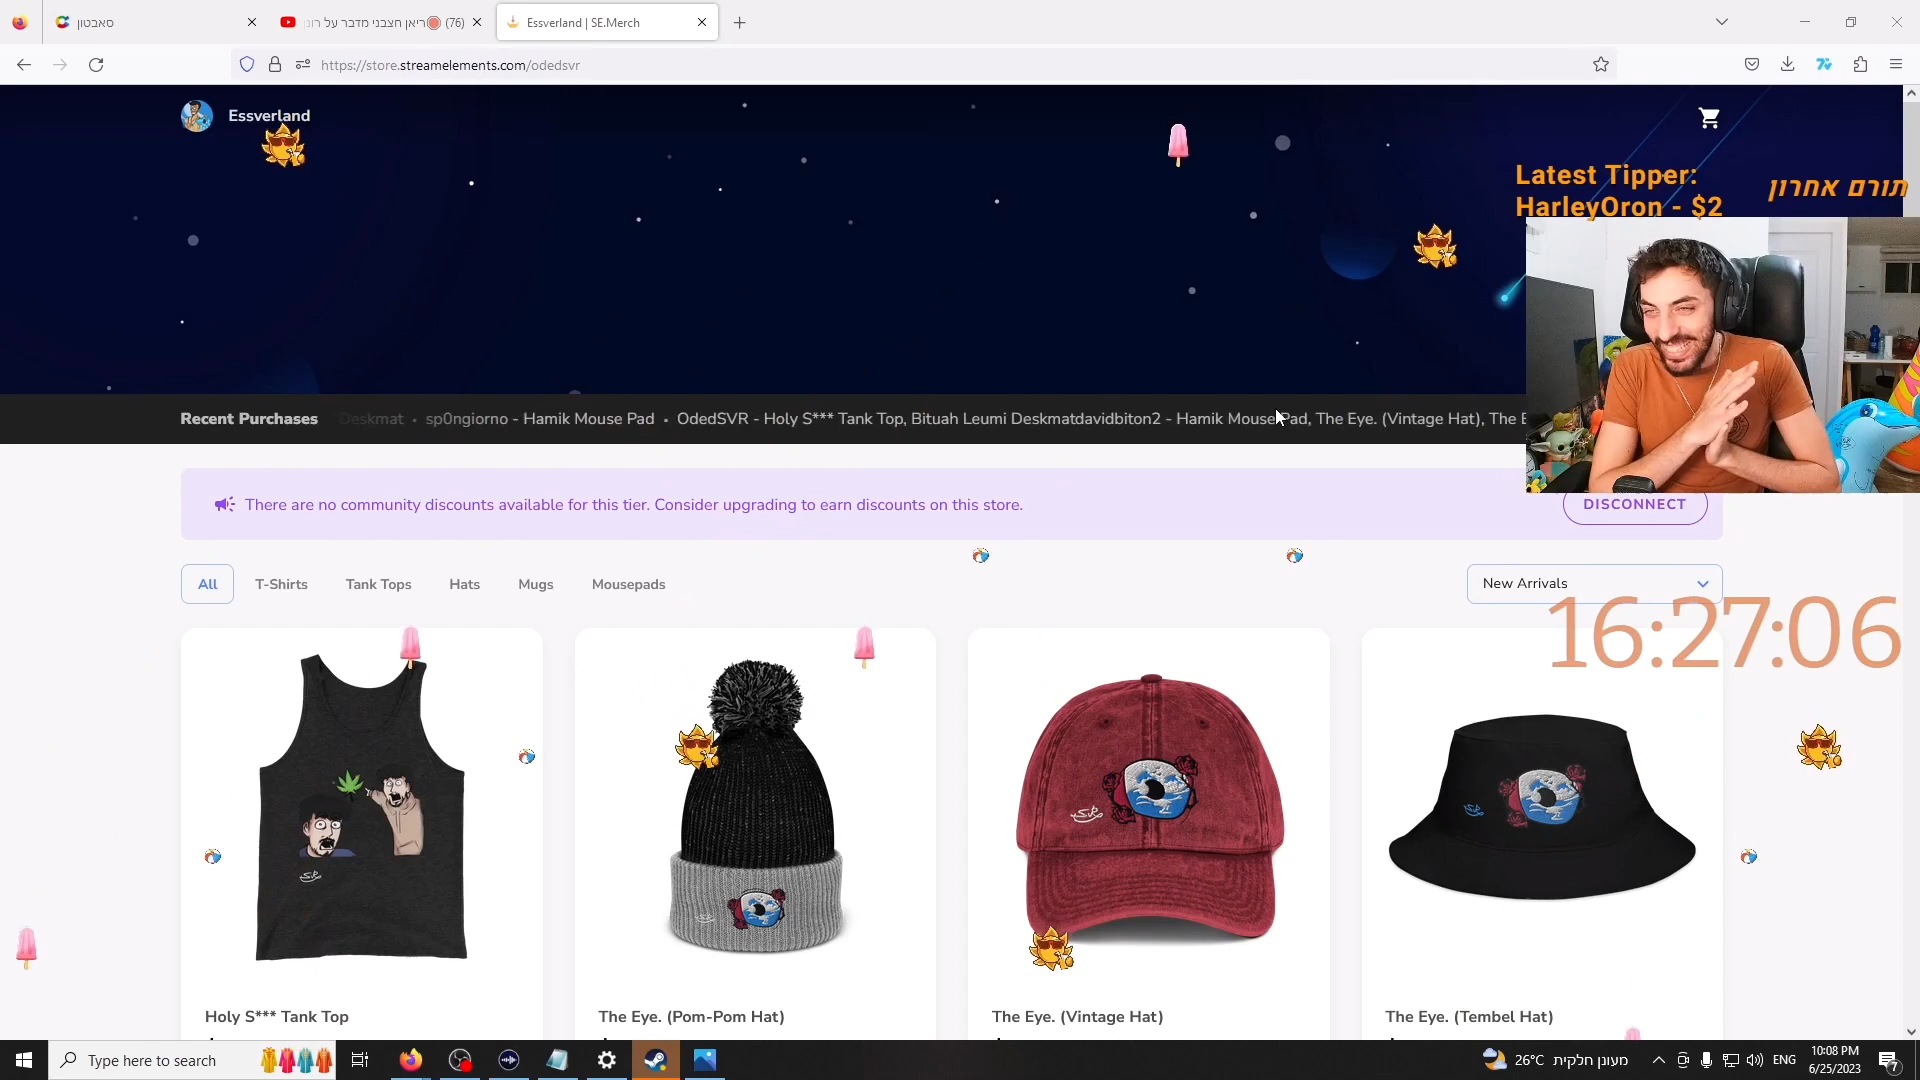 סאבטון
(76) ריאן חצבני מדבר על רונ
Essverland | SE.Merch
https://store.streamelements.com/odedsvr
Essverland
Latest Tipper:
HarleyOron - $2
תורם אחרון
Recent Purchases
Deskmat • sp0ngiorno - Hamik Mouse Pad • OdedSVR - Holy S*** Tank Top, Bituah Leumi Deskmatdavidbiton2 - Hamik Mouse Pad, The Eye. (Vintage Hat), The E
There are no community discounts available for this tier. Consider upgrading to earn discounts on this store.
DISCONNECT
All
T-Shirts
Tank Tops
Hats
Mugs
Mousepads
New Arrivals
16:27:06
Holy S*** Tank Top
The Eye. (Pom-Pom Hat)
The Eye. (Vintage Hat)
The Eye. (Tembel Hat)
Type here to search
26°C
מעונן חלקית
ENG
10:08 PM
6/25/2023
7